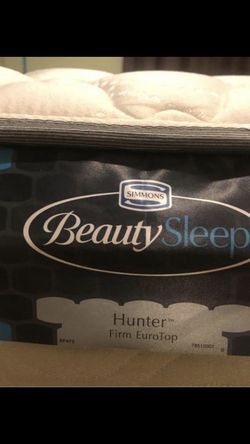 SIMMONS
BeautySleep
Hunter™
Firm EuroTop